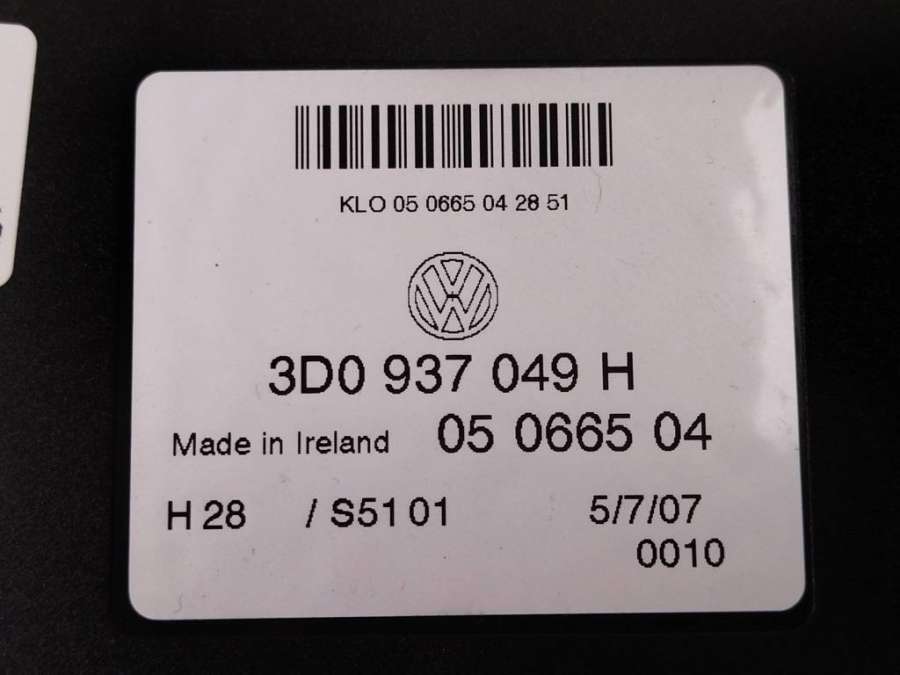 KLO 05 0665 04 28 51
3D0 937 049 H
Made in Ireland 05 0665 04
H 28 / S51 01 5/7/07
0010